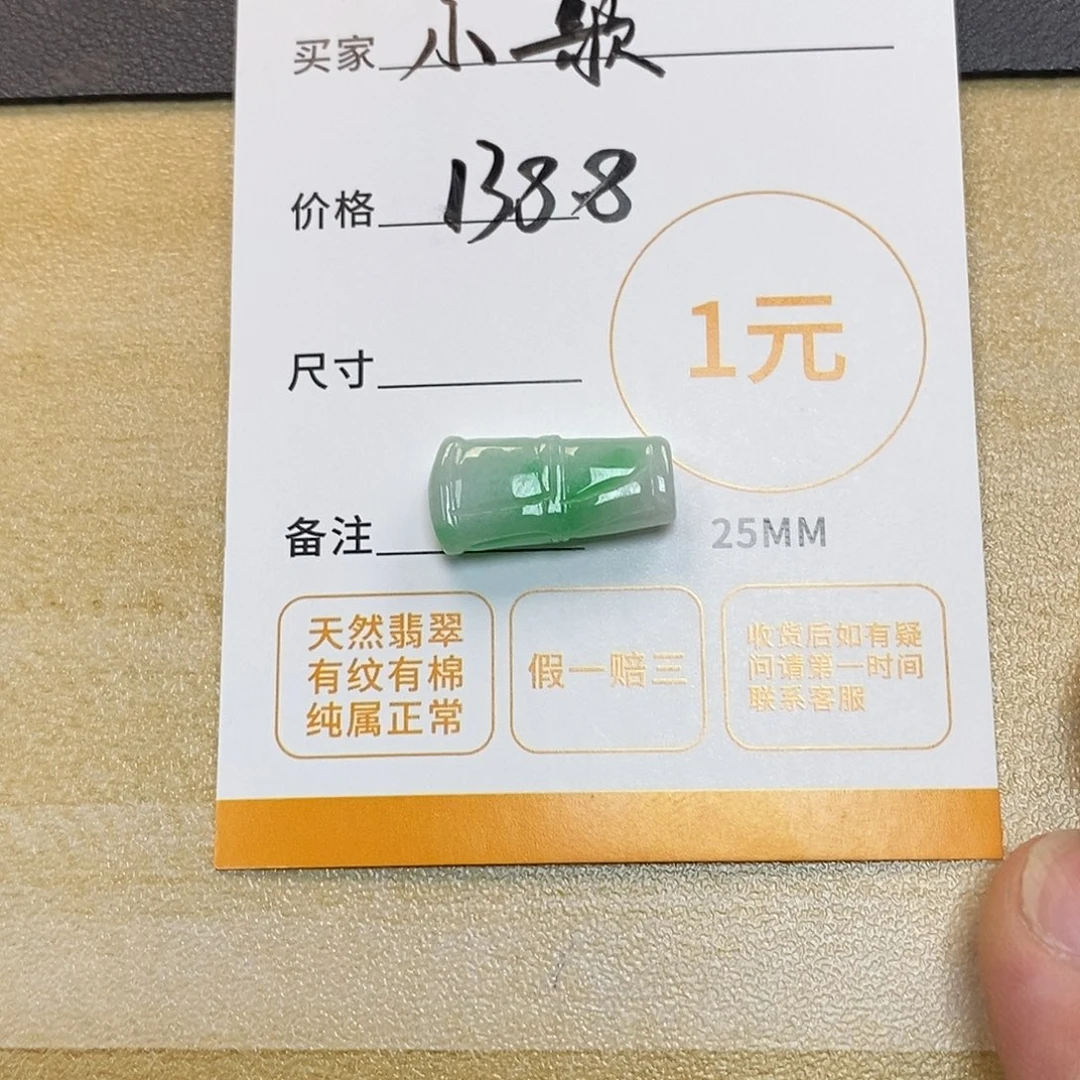 买家 小歌
价格 1388
1元
尺寸
备注
25MM
天然翡翠
有纹有棉
纯属正常
假一赔三
收货后如有疑
问请第一时间
联系客服